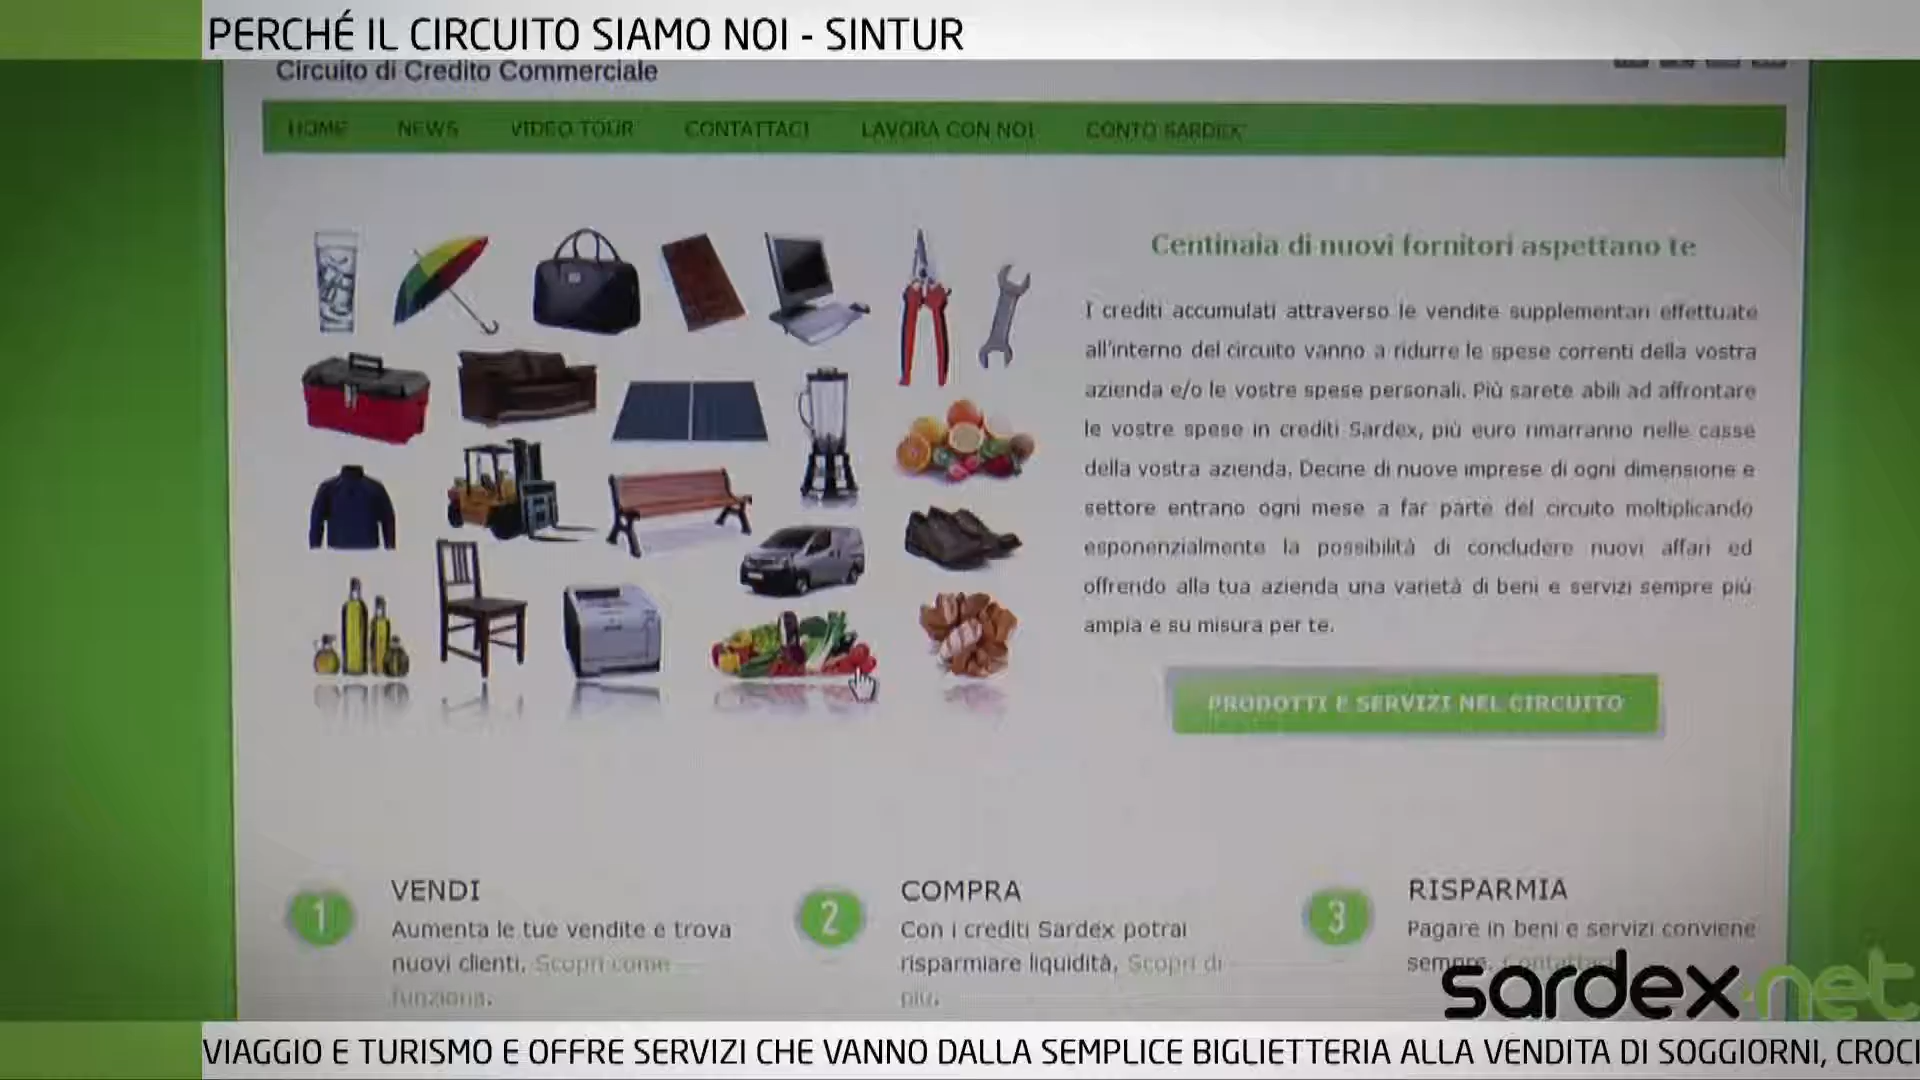 PERCHÉ IL CIRCUITO SIAMO NOI - SINTUR
Circuito di Credito Commerciale
HOME NEWS VIDEO TOUR CONTATTACI LAVORA CON NOI CONTO SARDEX
Centinaia di nuovi fornitori aspettano te
I crediti accumulati attraverso le vendite supplementari effettuate
all'interno del circuito vanno a ridurre le spese correnti della vostra
azienda e/o le vostre spese personali. Più sarete abili ad affrontare
le vostre spese in crediti Sardex, più euro rimarranno nelle casse
della vostra azienda. Decine di nuove imprese di ogni dimensione e
settore entrano ogni mese a far parte del circuito moltiplicando
esponenzialmente la possibilità di concludere nuovi affari ed
offrendo alla tua azienda una varietà di beni e servizi sempre più
ampia e su misura per te.
PRODOTTI E SERVIZI NEL CIRCUITO
1 VENDI
Aumenta le tue vendite e trova
nuovi clienti. Scopri come
funziona.
2 COMPRA
Con i crediti Sardex potrai
risparmiare liquidità. Scopri di
più.
3 RISPARMIA
Pagare in beni e servizi conviene
sempre.
sardex.net
VIAGGIO E TURISMO E OFFRE SERVIZI CHE VANNO DALLA SEMPLICE BIGLIETTERIA ALLA VENDITA DI SOGGIORNI, CROCI